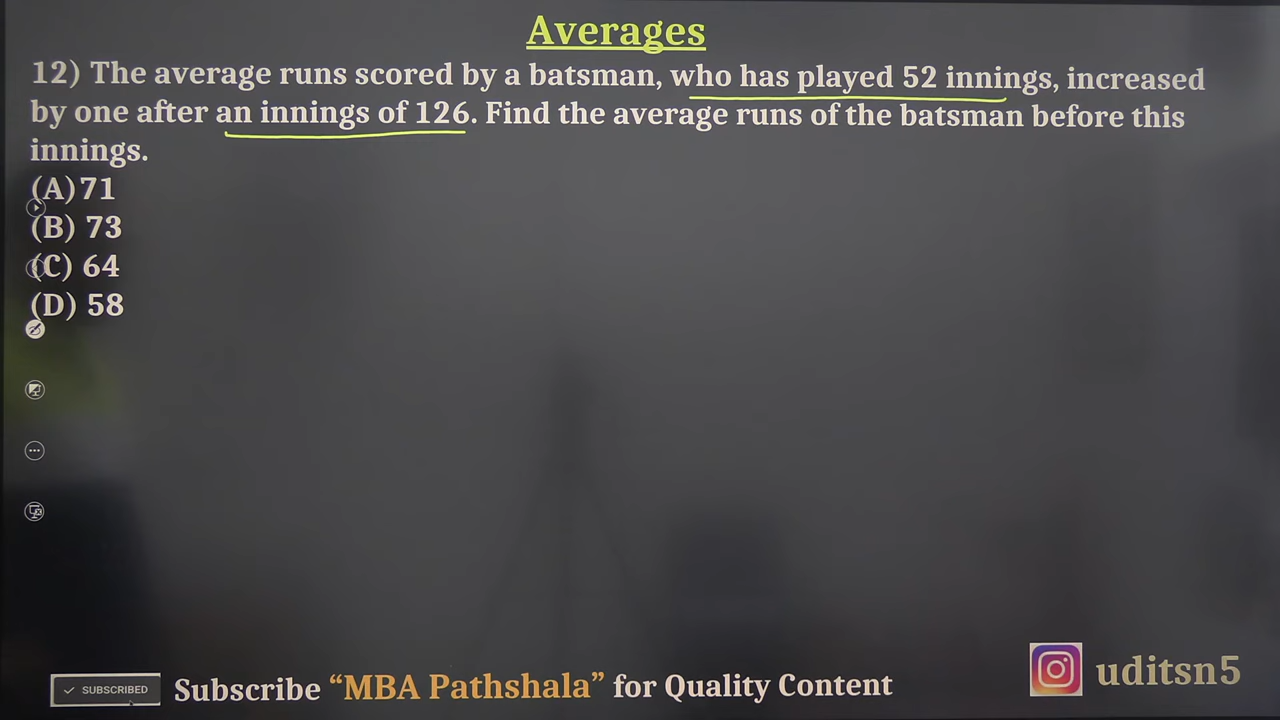 Averages
12) The average runs scored by a batsman, who has played 52 innings, increased
by one after an innings of 126. Find the average runs of the batsman before this
innings.
(A) 71
(B) 73
(C) 64
(D) 58
SUBSCRIBED
Subscribe “MBA Pathshala” for Quality Content
uditsn5